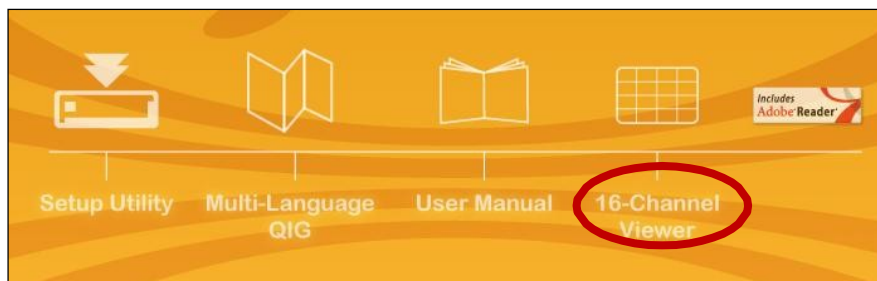 Includes
Adobe Reader
Setup Utility
Multi-Language
QIG
User Manual
16-Channel
Viewer